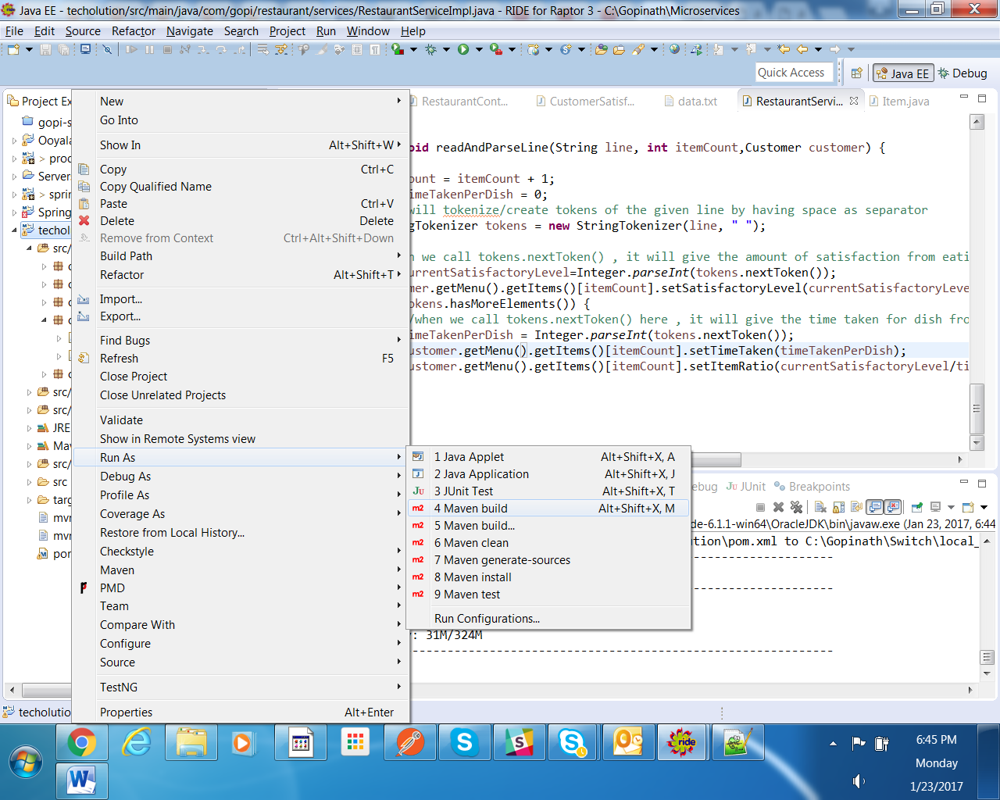 Java EE - techolution/src/main/java/com/gopi/restaurant/services/RestaurantServiceImpl.java - RIDE for Raptor 3 - C:\Gopinath\Microservices
File Edit Source Refactor Navigate Search Project Run Window Help
Quick Access Java EE Debug
Project Ex
gopi-s
Ooyala
> proc
Servers
> sprin
Spring
techol
src/
src/
src/
JRE
Mav
src/
src
targ
mvn
mvn
pom
New
Go Into
Show In Alt+Shift+W
Copy Ctrl+C
Copy Qualified Name
Paste Ctrl+V
Delete Delete
Remove from Context Ctrl+Alt+Shift+Down
Build Path
Refactor Alt+Shift+T
Import...
Export...
Find Bugs
Refresh F5
Close Project
Close Unrelated Projects
Validate
Show in Remote Systems view
Run As
Debug As
Profile As
Coverage As
Restore from Local History...
Checkstyle
Maven
PMD
Team
Compare With
Configure
Source
TestNG
Properties Alt+Enter
1 Java Applet Alt+Shift+X, A
2 Java Application Alt+Shift+X, J
3 JUnit Test Alt+Shift+X, T
4 Maven build Alt+Shift+X, M
5 Maven build...
6 Maven clean
7 Maven generate-sources
8 Maven install
9 Maven test
Run Configurations...
RestaurantCont... CustomerSatisf... data.txt RestaurantServi... Item.java
oid readAndParseLine(String line, int itemCount,Customer customer) {
ount = itemCount + 1;
imeTakenPerDish = 0;
will tokenize/create tokens of the given line by having space as separator
gTokenizer tokens = new StringTokenizer(line, " ");
n we call tokens.nextToken() , it will give the amount of satisfaction from eati
urrentSatisfactoryLevel=Integer.parseInt(tokens.nextToken());
mer.getMenu().getItems()[itemCount].setSatisfactoryLevel(currentSatisfactoryLeve
okens.hasMoreElements()) {
/when we call tokens.nextToken() here , it will give the time taken for dish fro
imeTakenPerDish = Integer.parseInt(tokens.nextToken());
ustomer.getMenu().getItems()[itemCount].setTimeTaken(timeTakenPerDish);
ustomer.getMenu().getItems()[itemCount].setItemRatio(currentSatisfactoryLevel/ti
ebug JUnit Breakpoints
de-6.1.1-win64\OracleJDK\bin\javaw.exe (Jan 23, 2017, 6:44
ution\pom.xml to C:\Gopinath\Switch\local_
------------------------------------------------------------
------------------------------------------------------------
: 31M/324M
------------------------------------------------------------
techolutio
ride
6:45 PM
Monday
1/23/2017